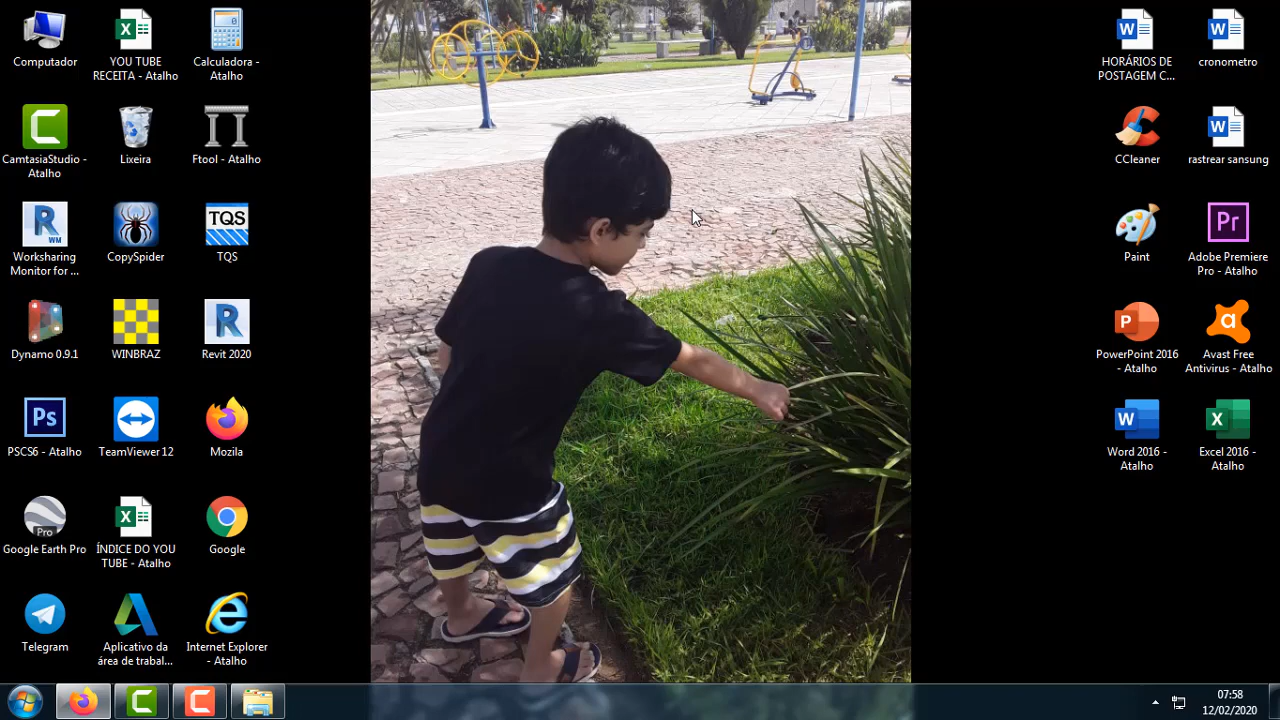 Computador
YOU TUBE
RECEITA - Atalho
Calculadora -
Atalho
CamtasiaStudio -
Atalho
Lixeira
Ftool - Atalho
R
WM
Worksharing
Monitor for ...
CopySpider
TQS
TQS
Dynamo 0.9.1
WINBRAZ
R
Revit 2020
Ps
PSCS6 - Atalho
TeamViewer 12
Mozila
Pro
Google Earth Pro
ÍNDICE DO YOU
TUBE - Atalho
Google
Telegram
Aplicativo da
área de trabal...
Internet Explorer
- Atalho
HORÁRIOS DE
POSTAGEM C...
cronometro
CCleaner
rastrear sansung
Paint
Pr
Adobe Premiere
Pro - Atalho
PowerPoint 2016
- Atalho
Avast Free
Antivirus - Atalho
Word 2016 -
Atalho
Excel 2016 -
Atalho
07:58
12/02/2020